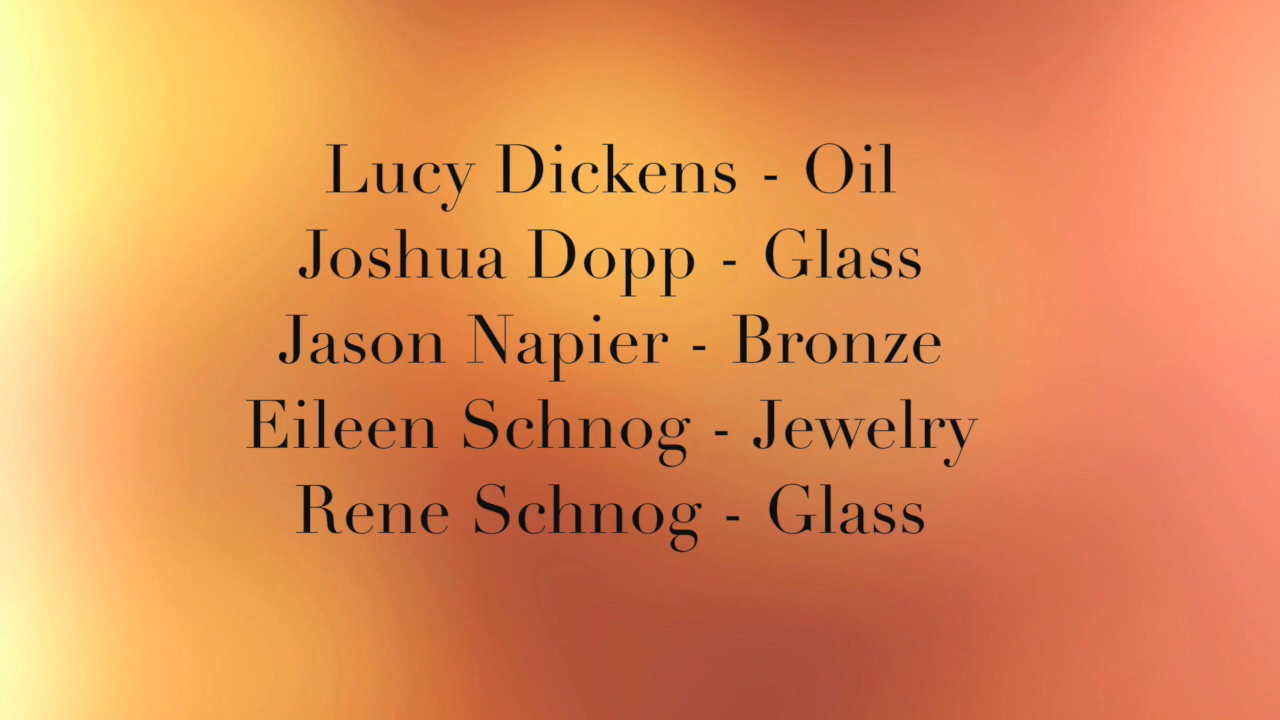 Lucy Dickens - Oil
Joshua Dopp - Glass
Jason Napier - Bronze
Eileen Schnog - Jewelry
Rene Schnog - Glass